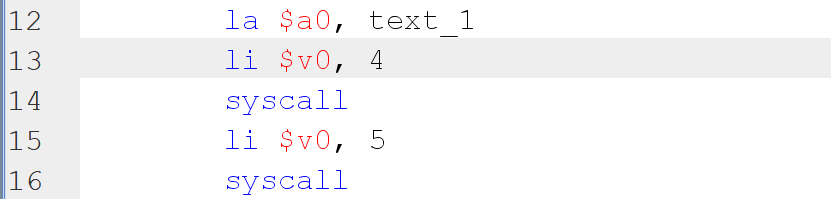 12 la $a0, text_1
13 li $v0, 4
14 syscall
15 li $v0, 5
16 syscall